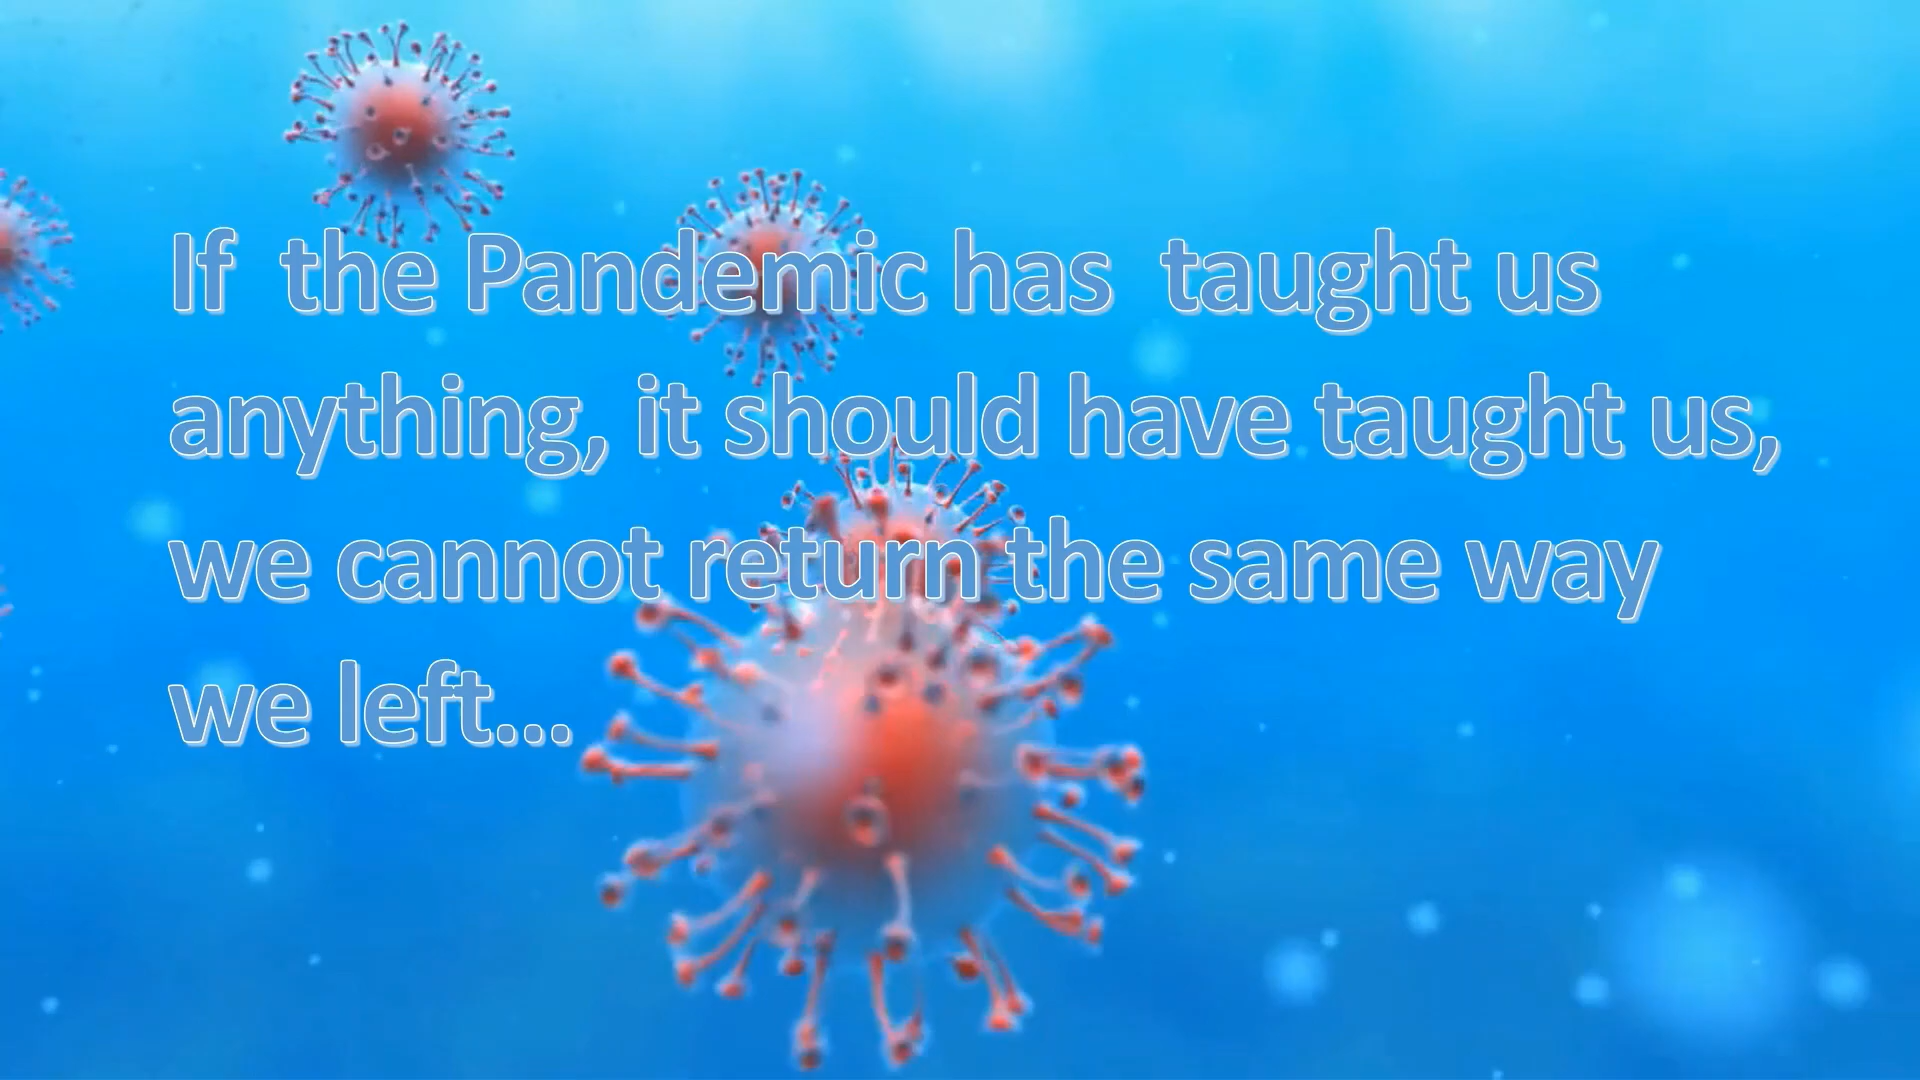 If the Pandemic has taught us
anything, it should have taught us,
we cannot return the same way
we left...